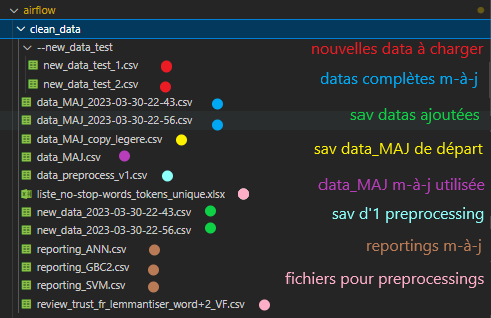 airflow
clean_data
--new_data_test
nouvelles data à charger
new_data_test_1.csv
new_data_test_2.csv
datas complètes m-à-j
data_MAJ_2023-03-30-22-43.csv
data_MAJ_2023-03-30-22-56.csv
sav datas ajoutées
data_MAJ_copy_legere.csv
sav data_MAJ de départ
data_MAJ.csv
data_MAJ m-à-j utilisée
data_preprocess_v1.csv
liste_no-stop-words_tokens_unique.xlsx
new_data_2023-03-30-22-43.csv
sav d'1 preprocessing
new_data_2023-03-30-22-56.csv
reporting_ANN.csv
reportings m-à-j
reporting_GBC2.csv
reporting_SVM.csv
fichiers pour preprocessings
review_trust_fr_lemmantiser_word+2_VF.csv